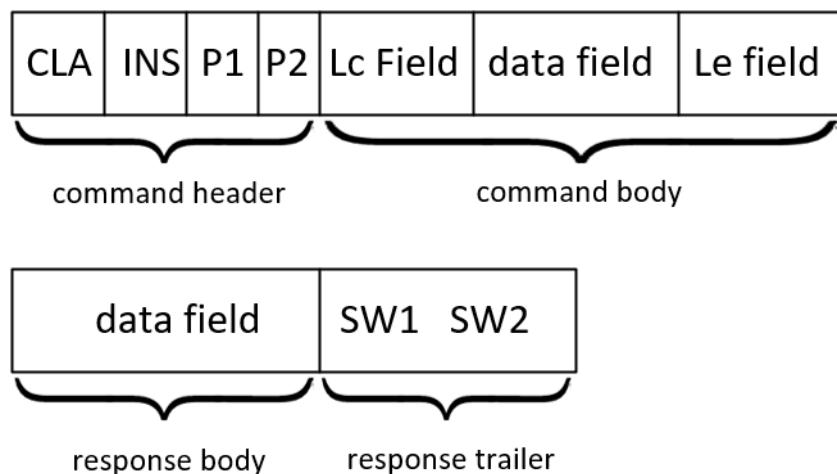 CLA INS P1 P2 Lc Field data field Le field
command header command body
data field SW1 SW2
response body response trailer